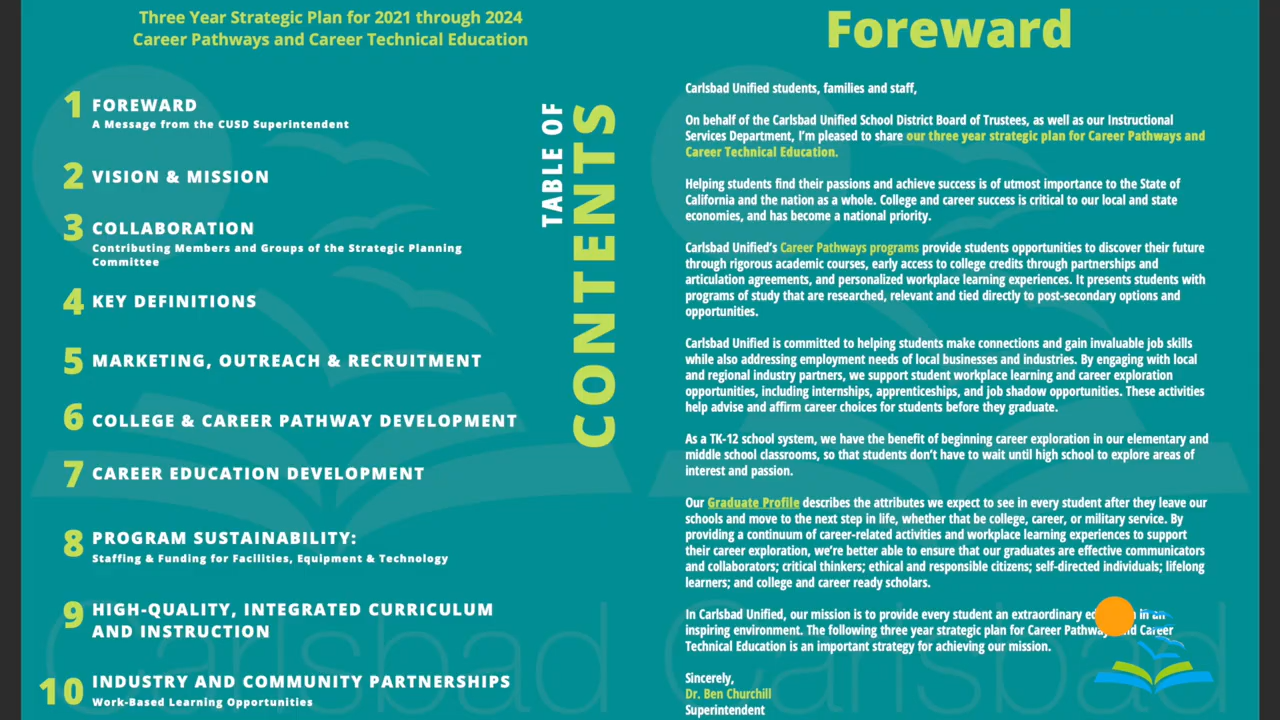 Three Year Strategic Plan for 2021 through 2024
Career Pathways and Career Technical Education
TABLE OF
CONTENTS
1 FOREWARD
A Message from the CUSD Superintendent
2 VISION & MISSION
3 COLLABORATION
Contributing Members and Groups of the Strategic Planning
Committee
4 KEY DEFINITIONS
5 MARKETING, OUTREACH & RECRUITMENT
6 COLLEGE & CAREER PATHWAY DEVELOPMENT
7 CAREER EDUCATION DEVELOPMENT
8 PROGRAM SUSTAINABILITY:
Staffing & Funding for Facilities, Equipment & Technology
9 HIGH-QUALITY, INTEGRATED CURRICULUM
AND INSTRUCTION
10 INDUSTRY AND COMMUNITY PARTNERSHIPS
Work-Based Learning Opportunities
Carlsbad
Foreward
Carlsbad Unified students, families and staff,
On behalf of the Carlsbad Unified School District Board of Trustees, as well as our Instructional
Services Department, I'm pleased to share our three year strategic plan for Career Pathways and
Career Technical Education.
Helping students find their passions and achieve success is of utmost importance to the State of
California and the nation as a whole. College and career success is critical to our local and state
economies, and has become a national priority.
Carlsbad Unified's Career Pathways programs provide students opportunities to discover their future
through rigorous academic courses, early access to college credits through partnerships and
articulation agreements, and personalized workplace learning experiences. It presents students with
programs of study that are researched, relevant and tied directly to post-secondary options and
opportunities.
Carlsbad Unified is committed to helping students make connections and gain invaluable job skills
while also addressing employment needs of local businesses and industries. By engaging with local
and regional industry partners, we support student workplace learning and career exploration
opportunities, including internships, apprenticeships, and job shadow opportunities. These activities
help advise and affirm career choices for students before they graduate.
As a TK-12 school system, we have the benefit of beginning career exploration in our elementary and
middle school classrooms, so that students don't have to wait until high school to explore areas of
interest and passion.
Our Graduate Profile describes the attributes we expect to see in every student after they leave our
schools and move to the next step in life, whether that be college, career, or military service. By
providing a continuum of career-related activities and workplace learning experiences to support
their career exploration, we're better able to ensure that our graduates are effective communicators
and collaborators; critical thinkers; ethical and responsible citizens; self-directed individuals; lifelong
learners; and college and career ready scholars.
In Carlsbad Unified, our mission is to provide every student an extraordinary in an
inspiring environment. The following three year strategic plan for Career Career
Technical Education is an important strategy for achieving our mission.
Sincerely,
Dr. Ben Churchill
Superintendent
Carlsbad